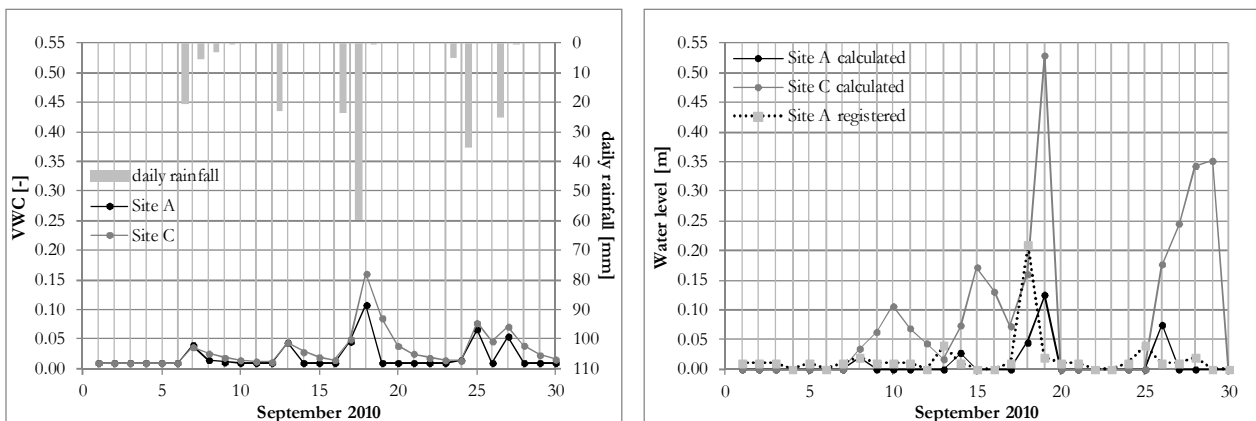 0.55
0.50
0.45
0.40
0.35
0.30
0.25
0.20
0.15
0.10
0.05
0.00
VWC [-]
daily rainfall
Site A
Site C
0
10
20
30
40
50
60
70
80
90
100
110
daily rainfall [mm]
0 5 10 15 20 25 30
September 2010
0.55
0.50
0.45
0.40
0.35
0.30
0.25
0.20
0.15
0.10
0.05
0.00
Water level [m]
Site A calculated
Site C calculated
Site A registered
0 5 10 15 20 25 30
September 2010